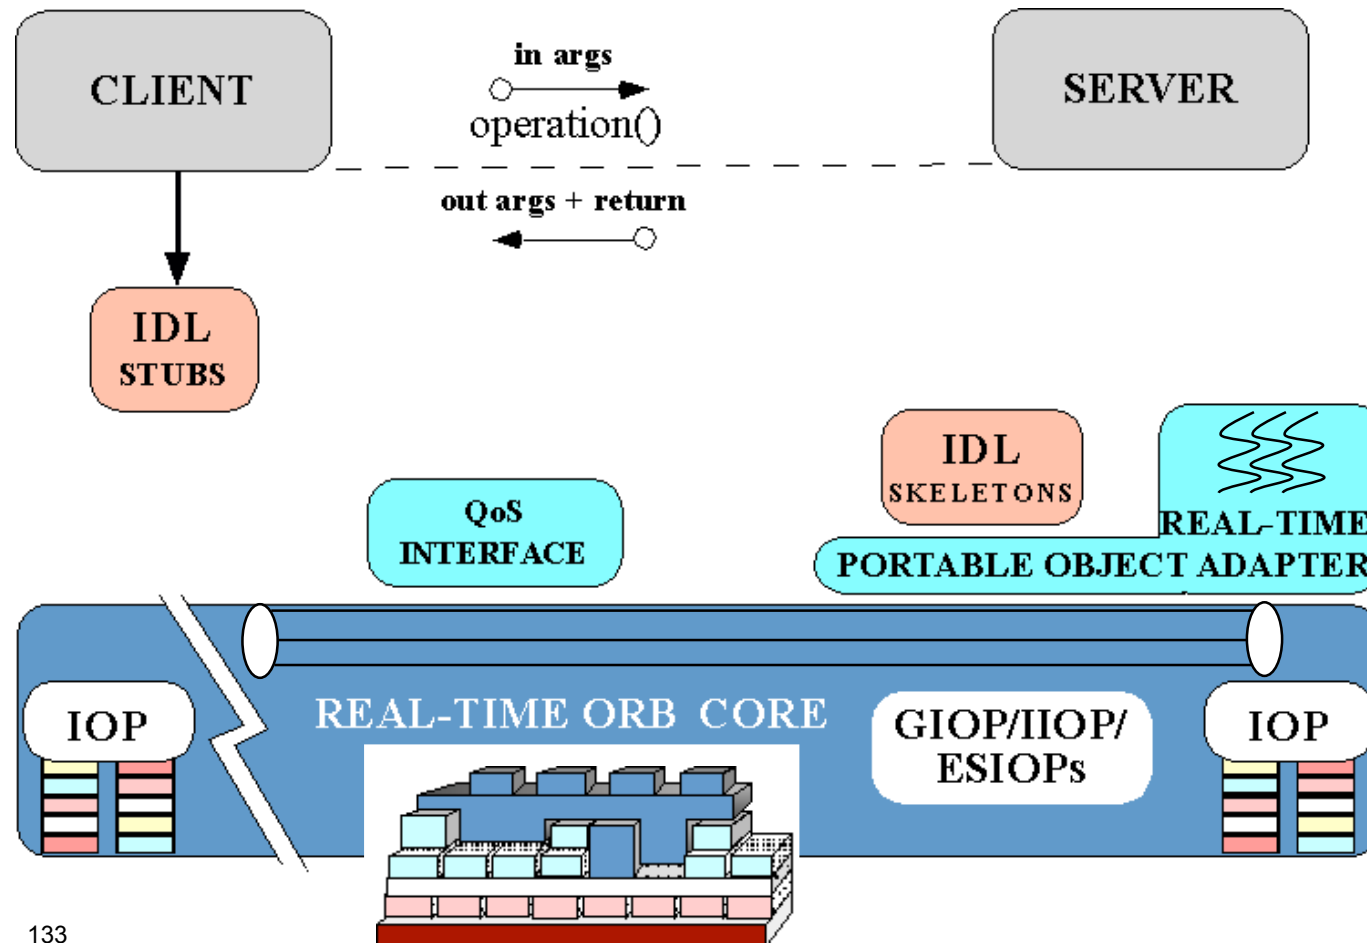 CLIENT
in args
operation()
out args + return
SERVER
IDL
STUBS
QoS
INTERFACE
IDL
SKELETONS
REAL-TIME
PORTABLE OBJECT ADAPTER
IOP
REAL-TIME ORB CORE
GIOP/IIOP/
ESIOPs
IOP
133